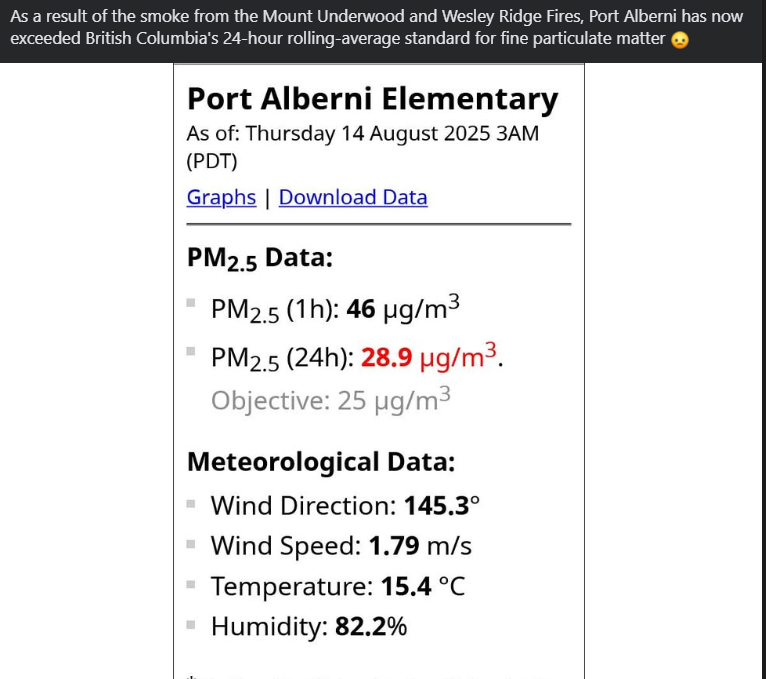 As a result of the smoke from the Mount Underwood and Wesley Ridge Fires, Port Alberni has now
exceeded British Columbia's 24-hour rolling-average standard for fine particulate matter 😟
Port Alberni Elementary
As of: Thursday 14 August 2025 3AM
(PDT)
Graphs | Download Data
PM2.5 Data:
PM2.5 (1h): 46 µg/m3
PM2.5 (24h): 28.9 µg/m3.
Objective: 25 µg/m3
Meteorological Data:
Wind Direction: 145.3°
Wind Speed: 1.79 m/s
Temperature: 15.4 °C
Humidity: 82.2%